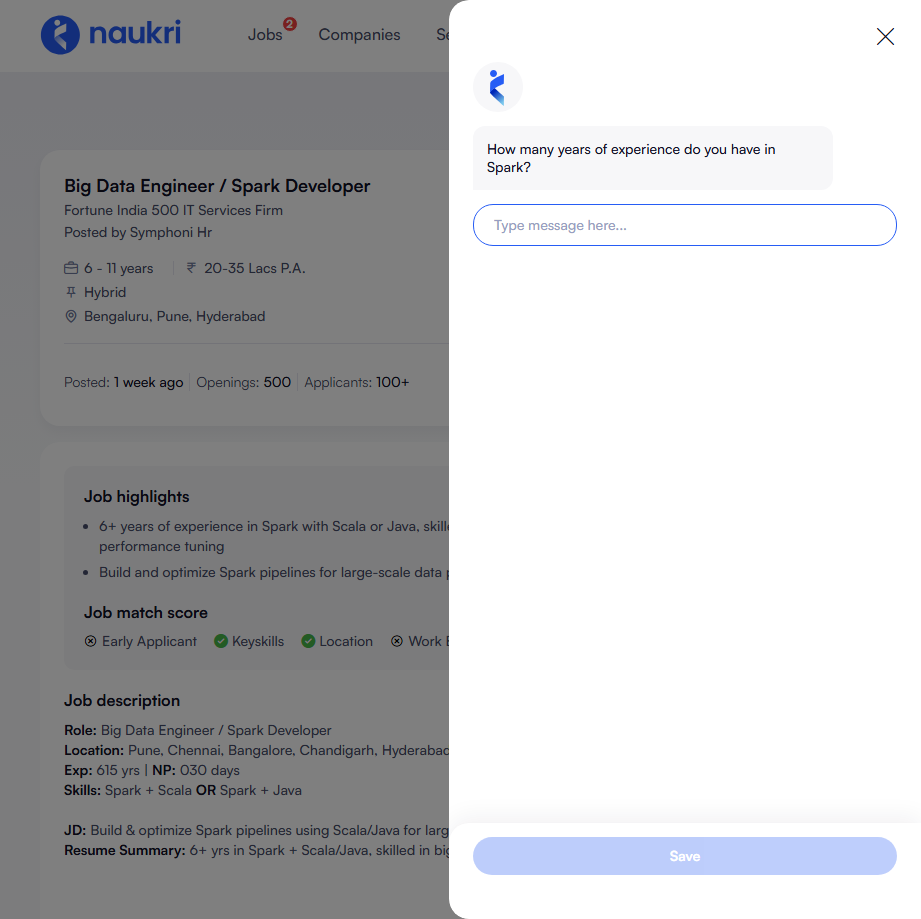 naukri
Jobs 2 Companies
How many years of experience do you have in
Spark?
Type message here...
Big Data Engineer / Spark Developer
Fortune India 500 IT Services Firm
Posted by Symphoni Hr
6 - 11 years ₹ 20-35 Lacs P.A.
Hybrid
Bengaluru, Pune, Hyderabad
Posted: 1 week ago Openings: 500 Applicants: 100+
Job highlights
6+ years of experience in Spark with Scala or Java,
performance tuning
Build and optimize Spark pipelines for large-scale data
Job match score
Early Applicant Keyskills Location Work
Job description
Role: Big Data Engineer / Spark Developer
Location: Pune, Chennai, Bangalore, Chandigarh, Hyderabad
Exp: 615 yrs | NP: 030 days
Skills: Spark + Scala OR Spark + Java
JD: Build & optimize Spark pipelines using Scala/Java for
Resume Summary: 6+ yrs in Spark + Scala/Java, skilled in
Save